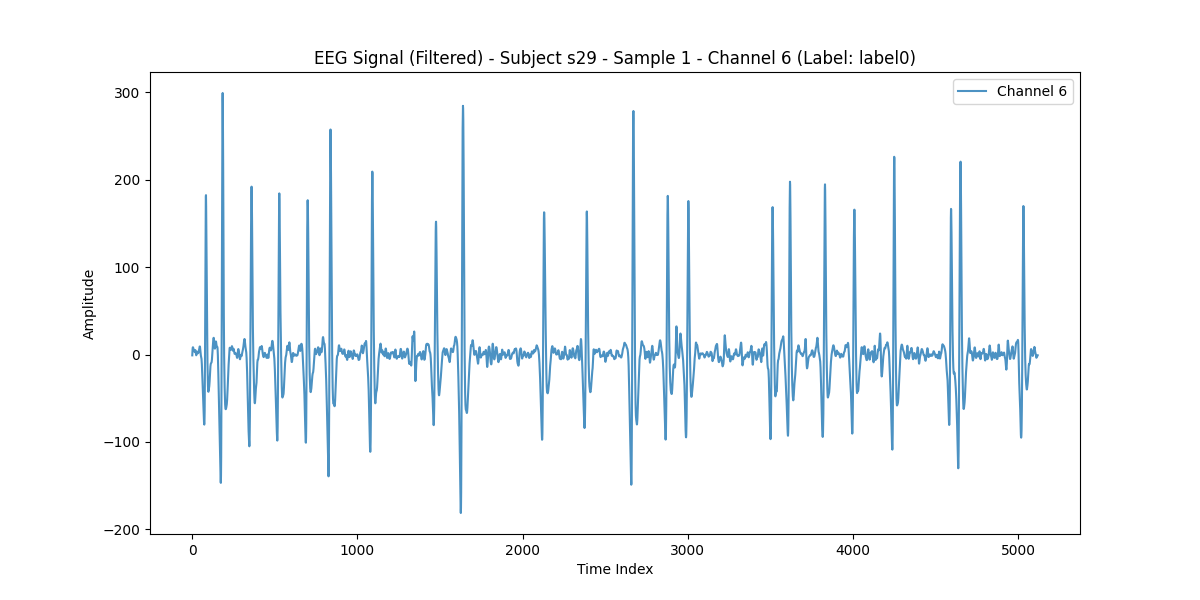 EEG Signal (Filtered) - Subject s29 - Sample 1 - Channel 6 (Label: label0)
Channel 6
300
200
100
0
−100
−200
Amplitude
0 1000 2000 3000 4000 5000
Time Index